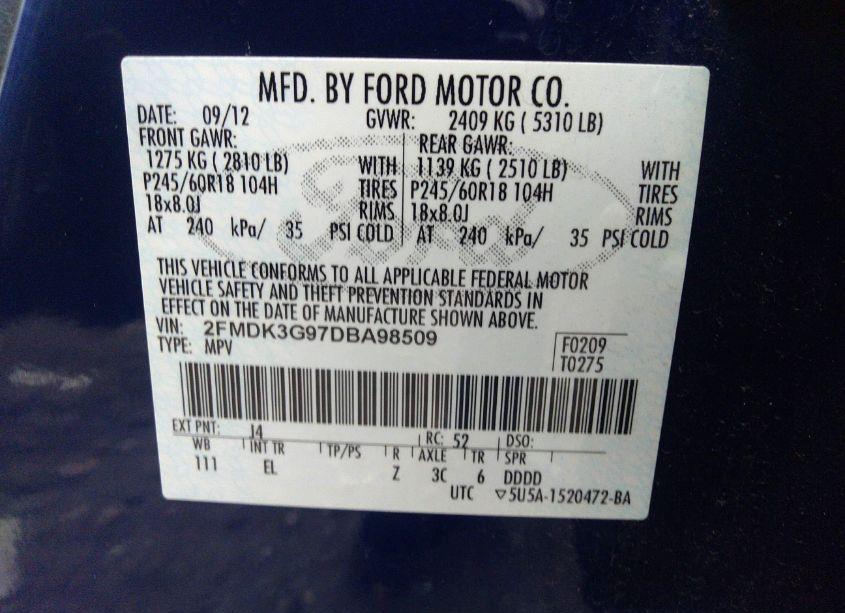 MFD. BY FORD MOTOR CO.
DATE: 09/12 GVWR: 2409 KG ( 5310 LB)
FRONT GAWR: REAR GAWR:
1275 KG ( 2810 LB) WITH 1139 KG ( 2510 LB) WITH
P245/60R18 104H TIRES P245/60R18 104H TIRES
18x8.0J RIMS 18x8.0J RIMS
AT 240 kPa/ 35 PSI COLD AT 240 kPa/ 35 PSI COLD
Ford
THIS VEHICLE CONFORMS TO ALL APPLICABLE FEDERAL MOTOR
VEHICLE SAFETY AND THEFT PREVENTION STANDARDS IN
EFFECT ON THE DATE OF MANUFACTURE SHOWN ABOVE.
VIN: 2FMDK3G97DBA98509
TYPE: MPV F0209
T0275
EXT PNT: J4 RC: 52 DSO:
WB INT TR TP/PS R AXLE TR SPR
111 EL Z 3C 6 DDDD
UTC ▽5U5A-1520472-BA